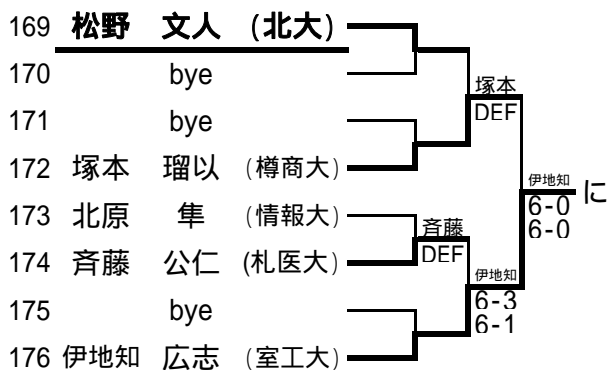 169 松野 文人 (北大)
170 bye
171 bye
172 塚本 瑠以 (樽商大)
173 北原 隼 (情報大)
174 斉藤 公仁 (札医大)
175 bye
176 伊地知 広志 (室工大)
塚本
DEF
斉藤
DEF
伊地知
6-3
6-1
伊地知
6-0
6-0
に